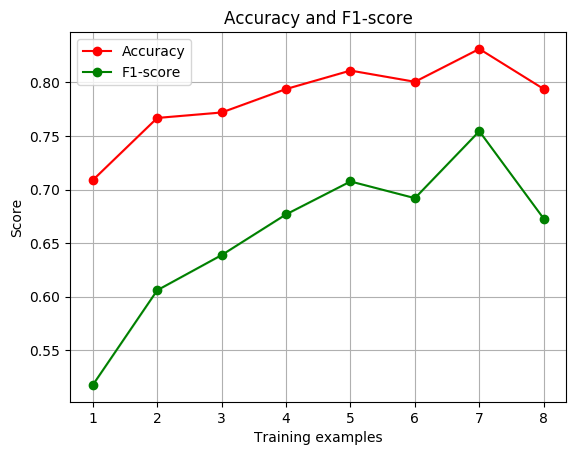 Accuracy and F1-score
Accuracy
F1-score
0.80
0.75
0.70
0.65
0.60
0.55
Score
1 2 3 4 5 6 7 8
Training examples